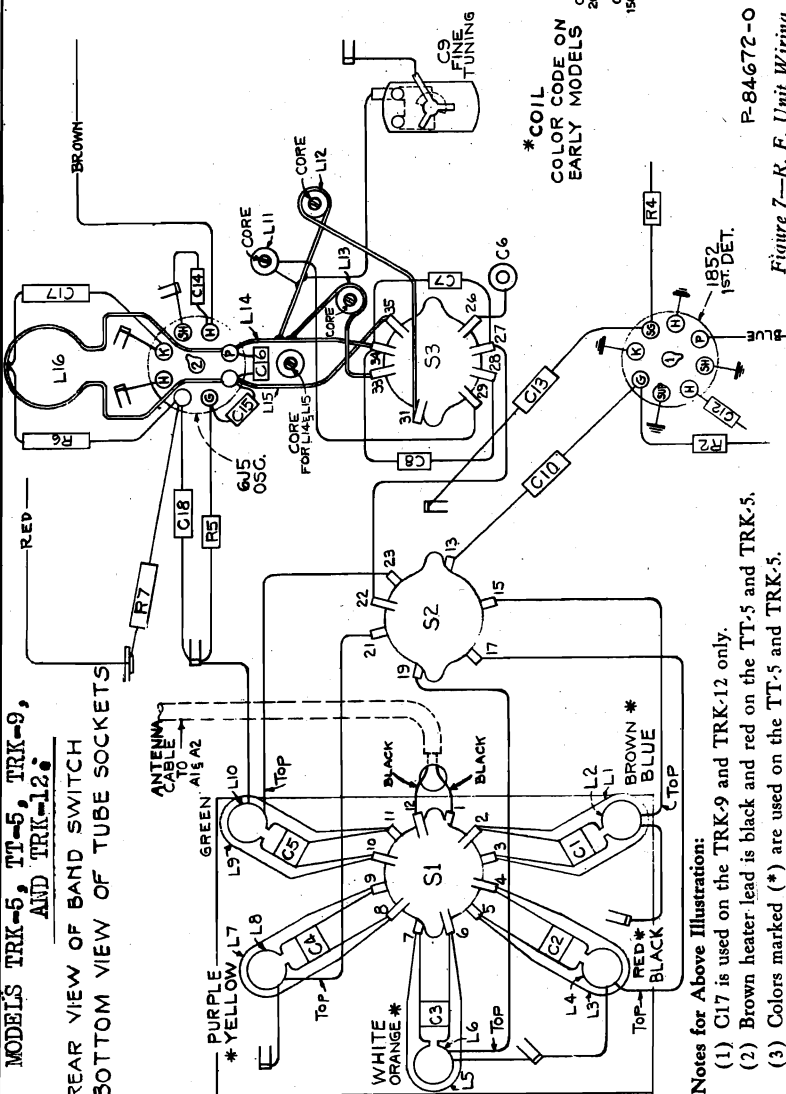 MODELS TRK-5, TT-5, TRK-9,
AND TRK-12.
REAR VIEW OF BAND SWITCH
BOTTOM VIEW OF TUBE SOCKETS
RED
BROWN
R7
C18
R5
R6
L16
C17
C14
SH
H
K
H
2
P
G
C15
C16
L14
L15
6J5
OSC.
CORE
FOR L14 & L15
CORE
L11
CORE
L12
CORE
L13
C9
FINE
TUNING
*COIL
COLOR CODE ON
EARLY MODELS
S3
C7
C8
C6
35
34
33
31
29
28
27
26
C13
C10
S2
23
22
21
19
17
15
13
ANTENNA
CABLE
TO
A1 & A2
BLACK
BLACK
GREEN
L10
L9
C5
TOP
PURPLE
*YELLOW
L7
L8
C4
TOP
WHITE
ORANGE *
C3
L6
L5
TOP
S1
12
11
10
9
8
7
6
5
4
3
2
1
C2
L4
L3
RED*
BLACK
TOP
C1
L2
L1
BROWN *
BLUE
TOP
R4
1852
1ST. DET.
SG
H
P
SH
H
SUP
G
K
1
BLUE
C12
R2
P-84672-0
Figure 7—R. F. Unit Wiring
Notes for Above Illustration:
(1) C17 is used on the TRK-9 and TRK-12 only.
(2) Brown heater lead is black and red on the TT-5 and TRK-5.
(3) Colors marked (*) are used on the TT-5 and TRK-5.